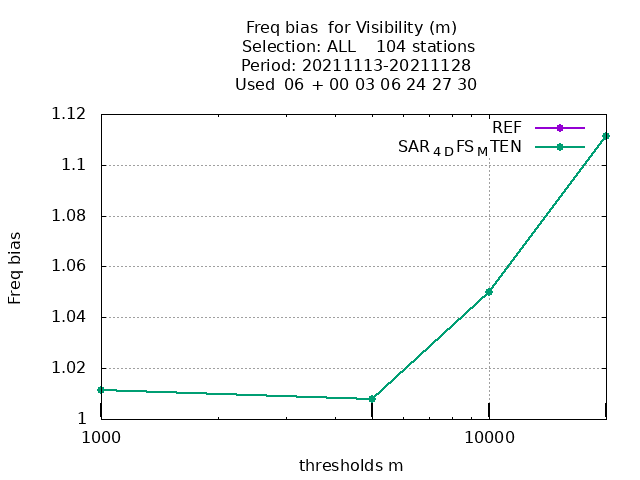 Freq bias  for Visibility (m)
Selection: ALL    104 stations
Period: 20211113-20211128
Used  06 + 00 03 06 24 27 30
1.12
REF
SAR4DFSMTEN
1.1
1.08
1.06
1.04
1.02
1
Freq bias
1000
10000
thresholds m